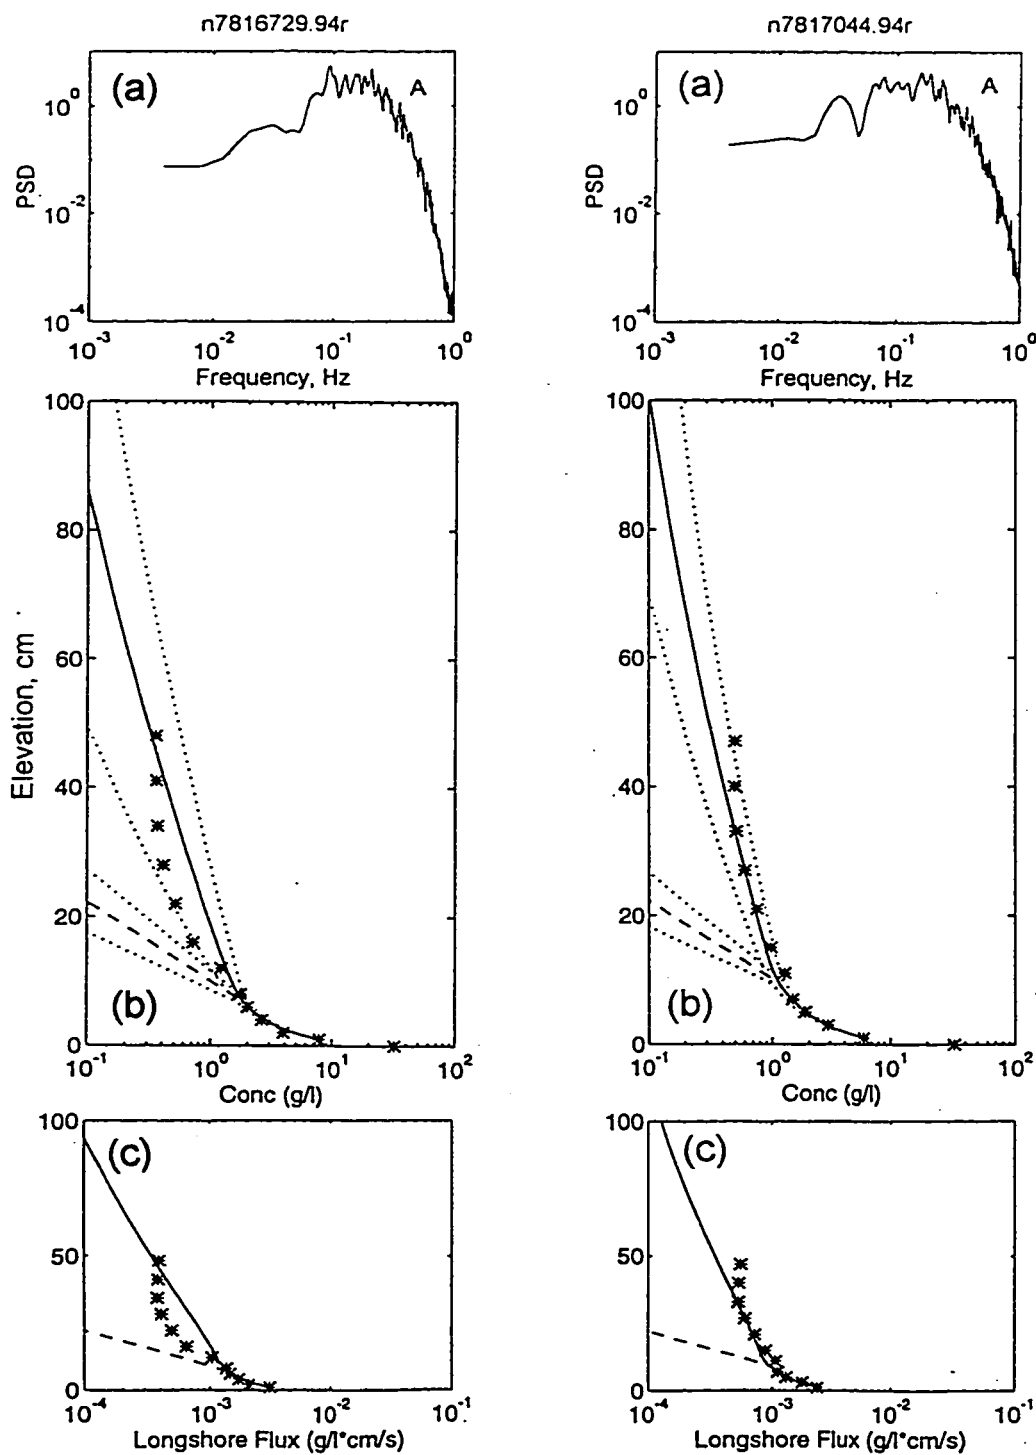 n7816729.94r
(a)
A
10^0
10^-2
10^-4
PSD
10^-3 10^-2 10^-1 10^0
Frequency, Hz
100
80
60
40
20
0
Elevation, cm
(b)
10^-1 10^0 10^1 10^2
Conc (g/l)
100
50
0
(c)
10^-4 10^-3 10^-2 10^-1
Longshore Flux (g/l*cm/s)
n7817044.94r
(a)
A
10^0
10^-2
10^-4
PSD
10^-3 10^-2 10^-1 10^0
Frequency, Hz
100
80
60
40
20
0
(b)
10^-1 10^0 10^1 10^2
Conc (g/l)
100
50
0
(c)
10^-4 10^-3 10^-2 10^-1
Longshore Flux (g/l*cm/s)